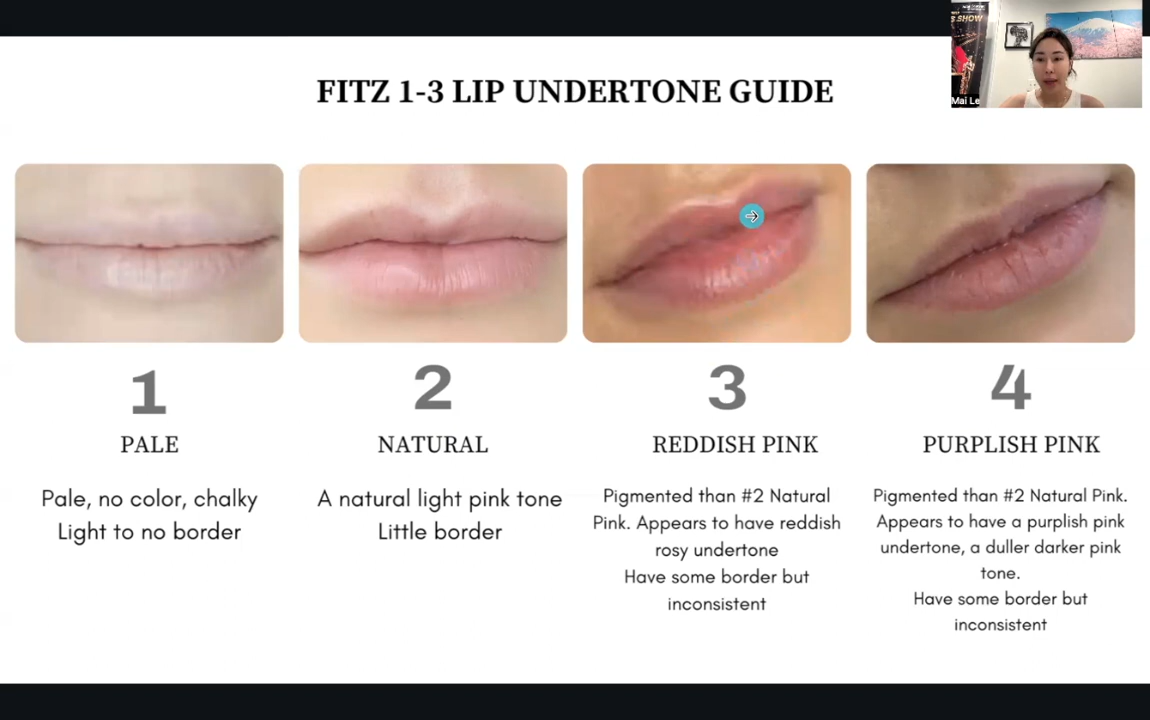 SHOW
Mai Le
FITZ 1-3 LIP UNDERTONE GUIDE
1
PALE
Pale, no color, chalky
Light to no border
2
NATURAL
A natural light pink tone
Little border
3
REDDISH PINK
Pigmented than #2 Natural
Pink. Appears to have reddish
rosy undertone
Have some border but
inconsistent
4
PURPLISH PINK
Pigmented than #2 Natural Pink.
Appears to have a purplish pink
undertone, a duller darker pink
tone.
Have some border but
inconsistent